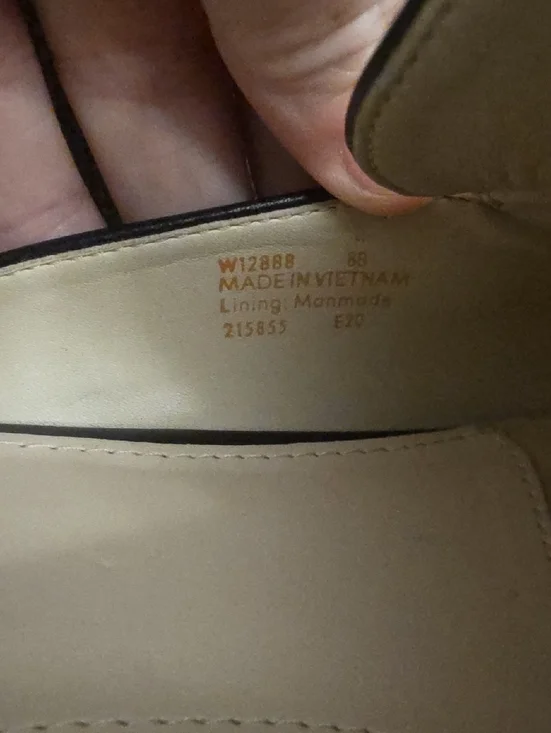 W12888 8B
MADE IN VIETNAM
Lining: Manmade
215855 E20